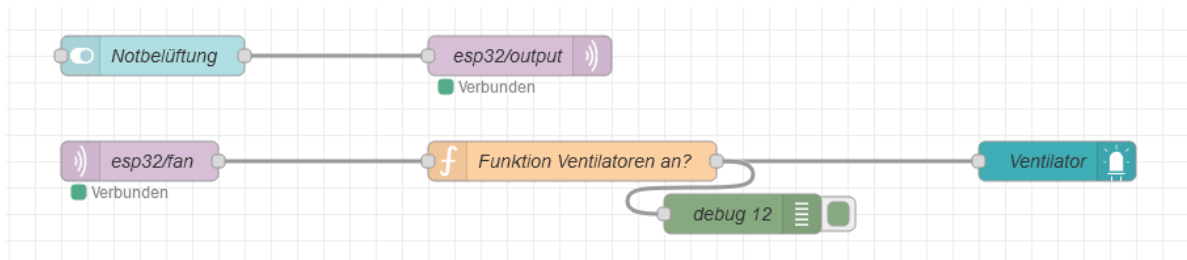 Notbelüftung
esp32/output
Verbunden
esp32/fan
Funktion Ventilatoren an?
Ventilator
Verbunden
debug 12